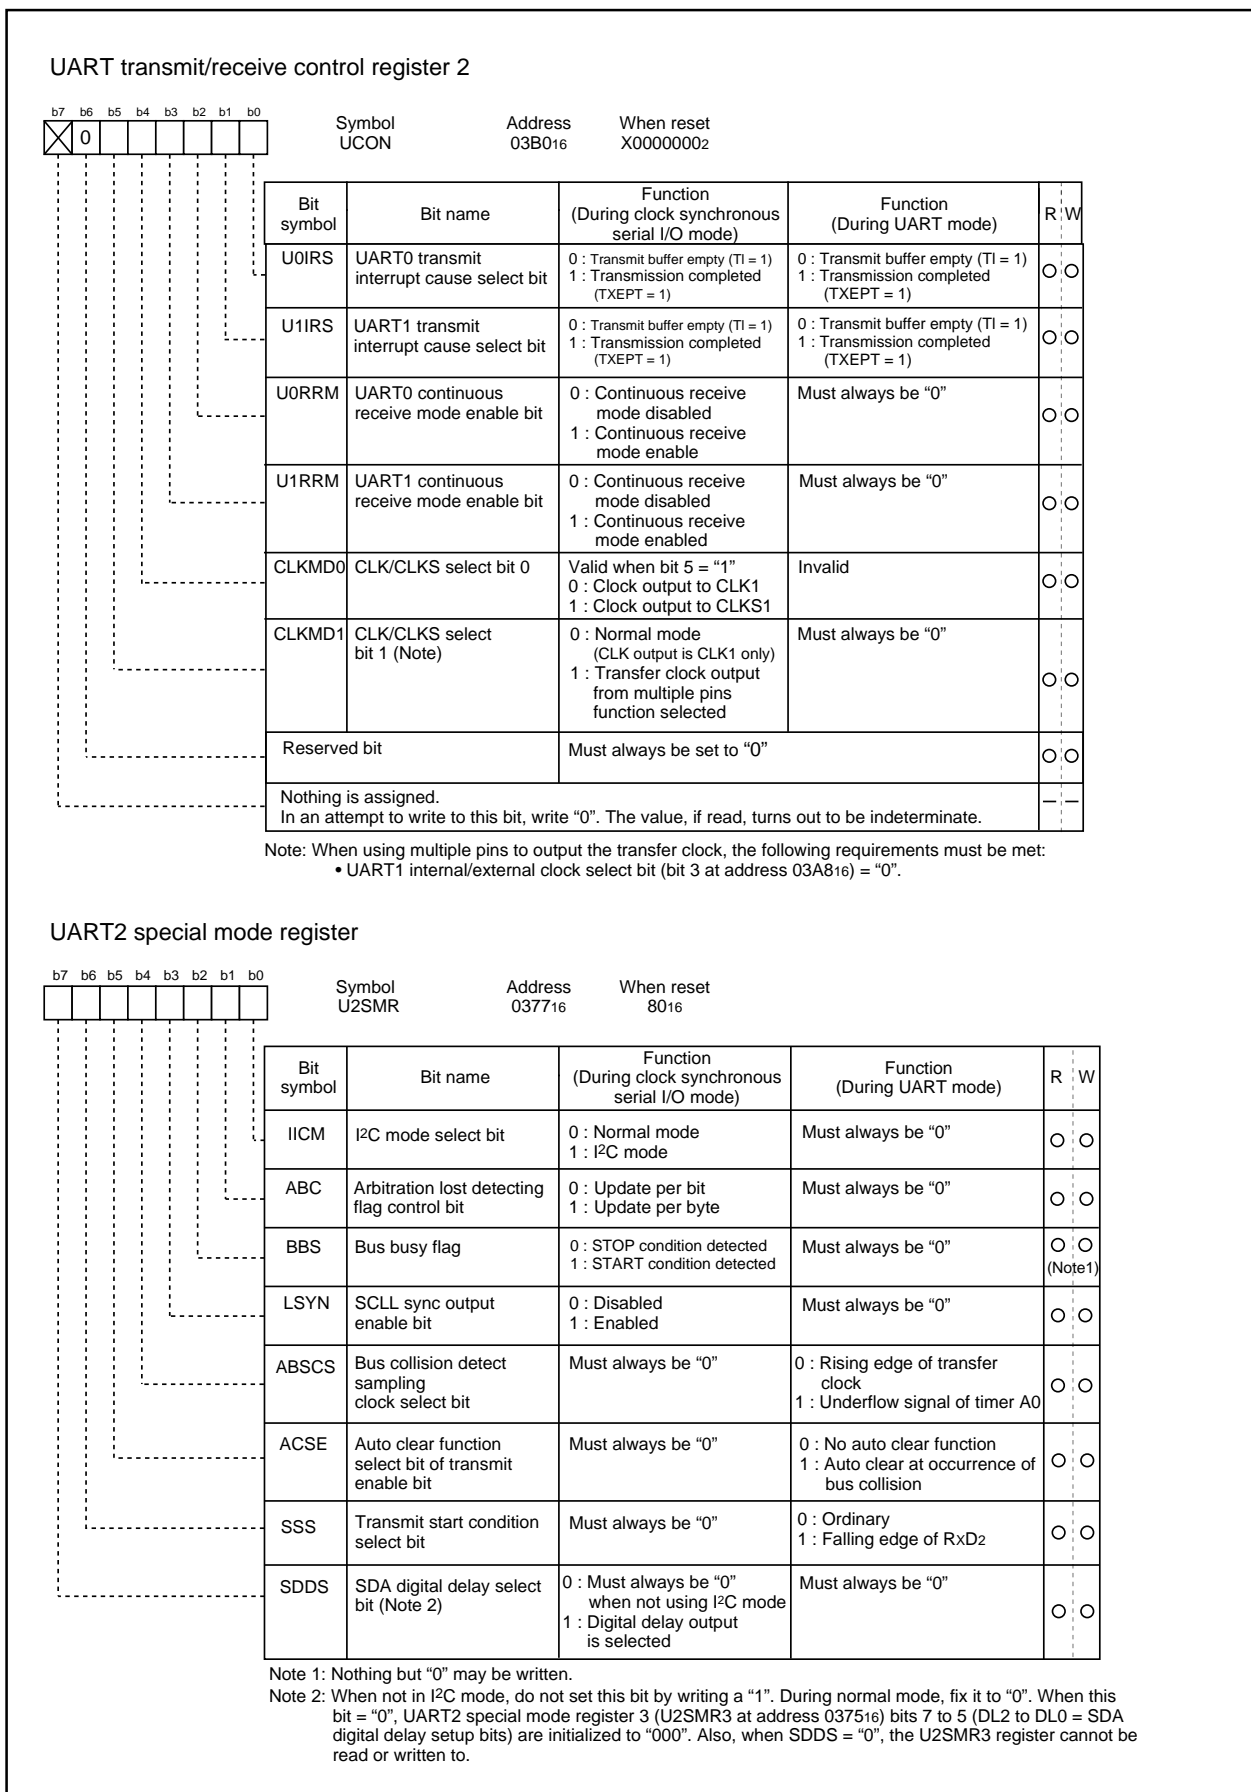 UART transmit/receive control register 2
b7 b6 b5 b4 b3 b2 b1 b0
0
Symbol Address When reset
UCON 03B016 X00000002
Bit symbol
Bit name
Function
(During clock synchronous
serial I/O mode)
Function
(During UART mode)
R W
U0IRS
UART0 transmit
interrupt cause select bit
0 : Transmit buffer empty (TI = 1)
1 : Transmission completed
(TXEPT = 1)
0 : Transmit buffer empty (TI = 1)
1 : Transmission completed
(TXEPT = 1)
U1IRS
UART1 transmit
interrupt cause select bit
0 : Transmit buffer empty (TI = 1)
1 : Transmission completed
(TXEPT = 1)
0 : Transmit buffer empty (TI = 1)
1 : Transmission completed
(TXEPT = 1)
U0RRM
UART0 continuous
receive mode enable bit
0 : Continuous receive
mode disabled
1 : Continuous receive
mode enable
Must always be “0”
U1RRM
UART1 continuous
receive mode enable bit
0 : Continuous receive
mode disabled
1 : Continuous receive
mode enabled
Must always be “0”
CLKMD0
CLK/CLKS select bit 0
Valid when bit 5 = “1”
0 : Clock output to CLK1
1 : Clock output to CLKS1
Invalid
CLKMD1
CLK/CLKS select
bit 1 (Note)
0 : Normal mode
(CLK output is CLK1 only)
1 : Transfer clock output
from multiple pins
function selected
Must always be “0”
Reserved bit
Must always be set to “0”
Nothing is assigned.
In an attempt to write to this bit, write “0”. The value, if read, turns out to be indeterminate.
Note: When using multiple pins to output the transfer clock, the following requirements must be met:
• UART1 internal/external clock select bit (bit 3 at address 03A816) = “0”.
UART2 special mode register
b7 b6 b5 b4 b3 b2 b1 b0
Symbol Address When reset
U2SMR 037716 8016
Bit symbol
Bit name
Function
(During clock synchronous
serial I/O mode)
Function
(During UART mode)
R W
IICM
I2C mode select bit
0 : Normal mode
1 : I2C mode
Must always be “0”
ABC
Arbitration lost detecting
flag control bit
0 : Update per bit
1 : Update per byte
Must always be “0”
BBS
Bus busy flag
0 : STOP condition detected
1 : START condition detected
Must always be “0”
(Note1)
LSYN
SCLL sync output
enable bit
0 : Disabled
1 : Enabled
Must always be “0”
ABSCS
Bus collision detect
sampling
clock select bit
Must always be “0”
0 : Rising edge of transfer
clock
1 : Underflow signal of timer A0
ACSE
Auto clear function
select bit of transmit
enable bit
Must always be “0”
0 : No auto clear function
1 : Auto clear at occurrence of
bus collision
SSS
Transmit start condition
select bit
Must always be “0”
0 : Ordinary
1 : Falling edge of RXD2
SDDS
SDA digital delay select
bit (Note 2)
0 : Must always be “0”
when not using I2C mode
1 : Digital delay output
is selected
Must always be “0”
Note 1: Nothing but “0” may be written.
Note 2: When not in I2C mode, do not set this bit by writing a “1”. During normal mode, fix it to “0”. When this
bit = “0”, UART2 special mode register 3 (U2SMR3 at address 037516) bits 7 to 5 (DL2 to DL0 = SDA
digital delay setup bits) are initialized to “000”. Also, when SDDS = “0”, the U2SMR3 register cannot be
read or written to.